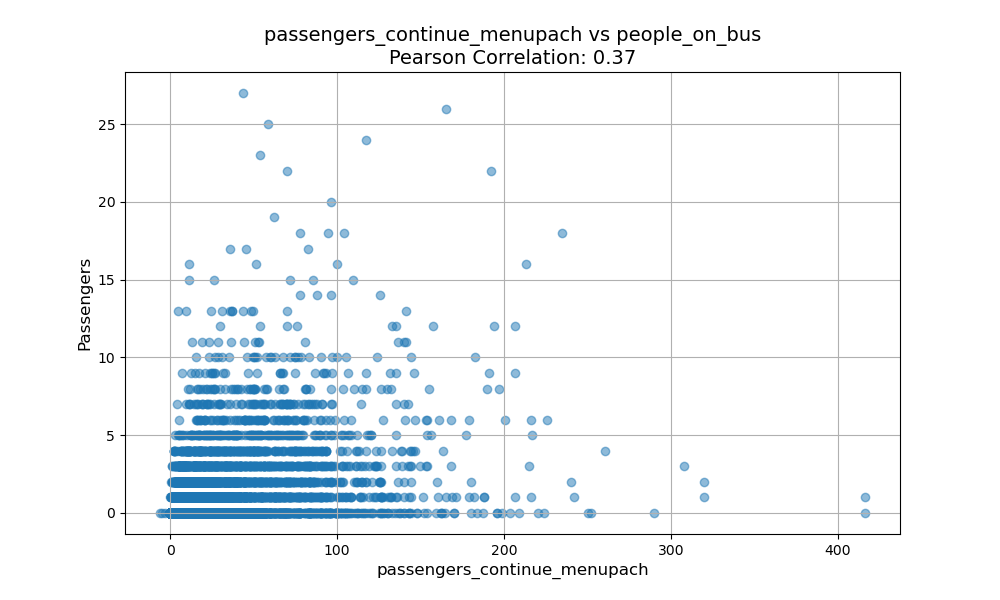 passengers_continue_menupach vs people_on_bus
Pearson Correlation: 0.37
Passengers
25
20
15
10
5
0
0 100 200 300 400
passengers_continue_menupach